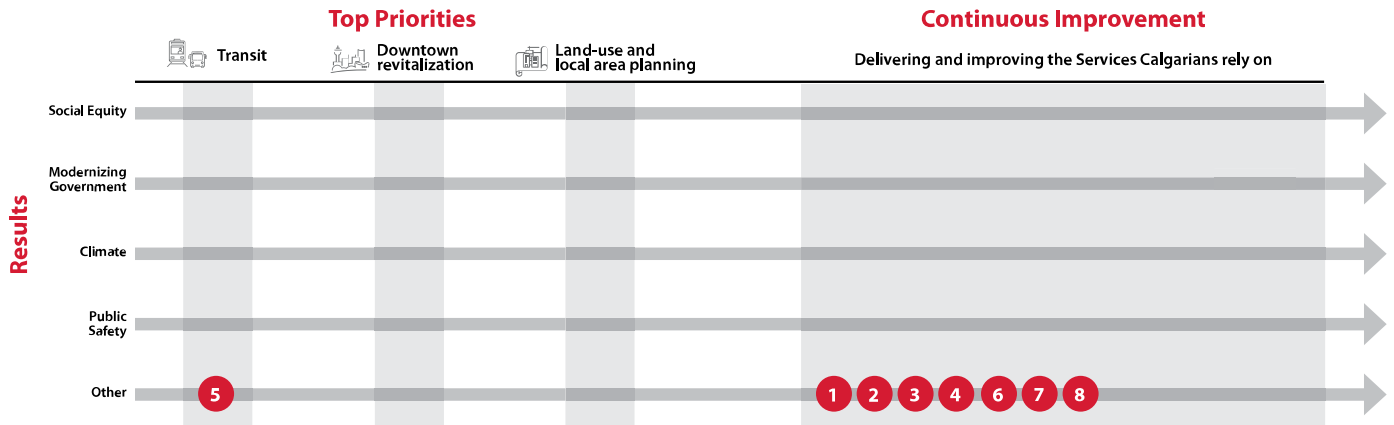 Top Priorities
Continuous Improvement
Transit
Downtown
revitalization
Land-use and
local area planning
Delivering and improving the Services Calgarians rely on
Results
Social Equity
Modernizing
Government
Climate
Public
Safety
Other
5
1 2 3 4 6 7 8